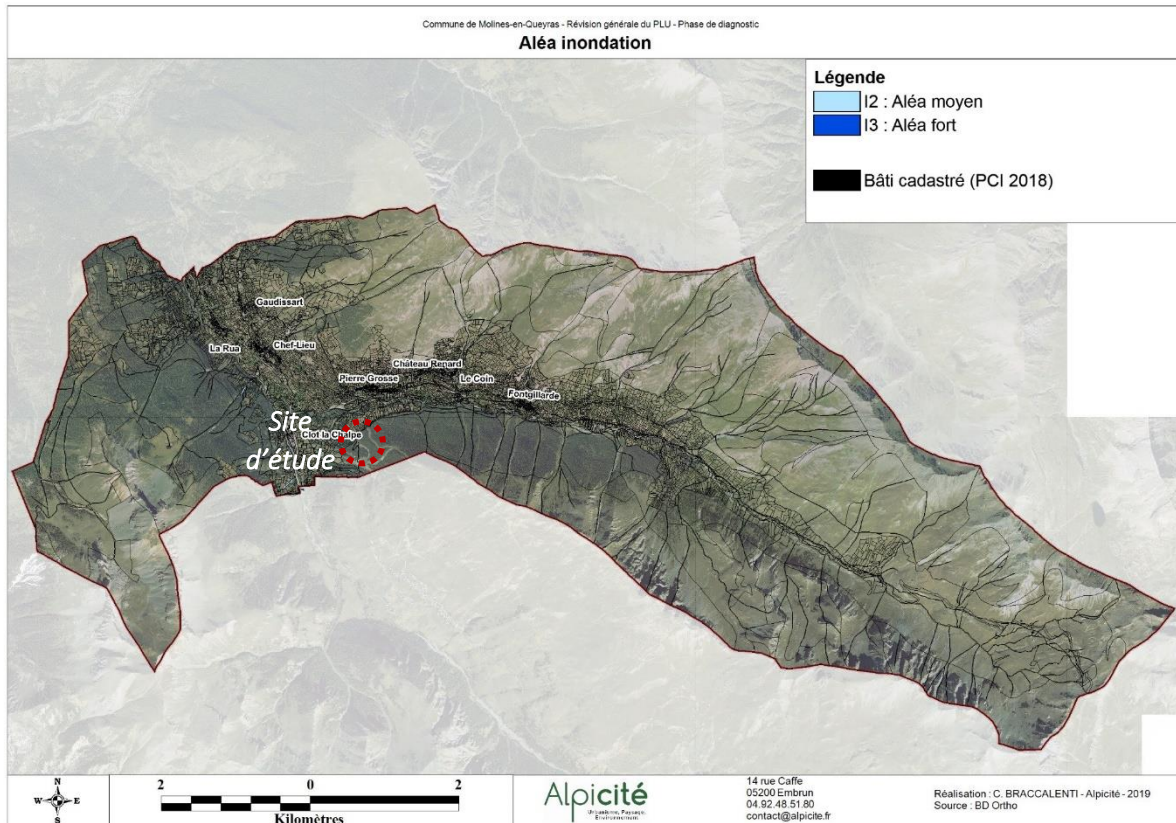 Commune de Molines-en-Queyras - Révision générale du PLU - Phase de diagnostic
Aléa inondation
Légende
I2 : Aléa moyen
I3 : Aléa fort
Bâti cadastré (PCI 2018)
Gaudissart
La Rua
Chef-Lieu
Château Renard
Pierre Grosse
Le Coin
Fontgillarde
Site
Clot la Chalpe
d'étude
N
W E
S
2 0 2
Kilomètres
Alpicité
Urbanisme, Paysage,
Environnement
14 rue Caffe
05200 Embrun
04.92.48.51.80
contact@alpicite.fr
Réalisation : C. BRACCALENTI - Alpicité - 2019
Source : BD Ortho